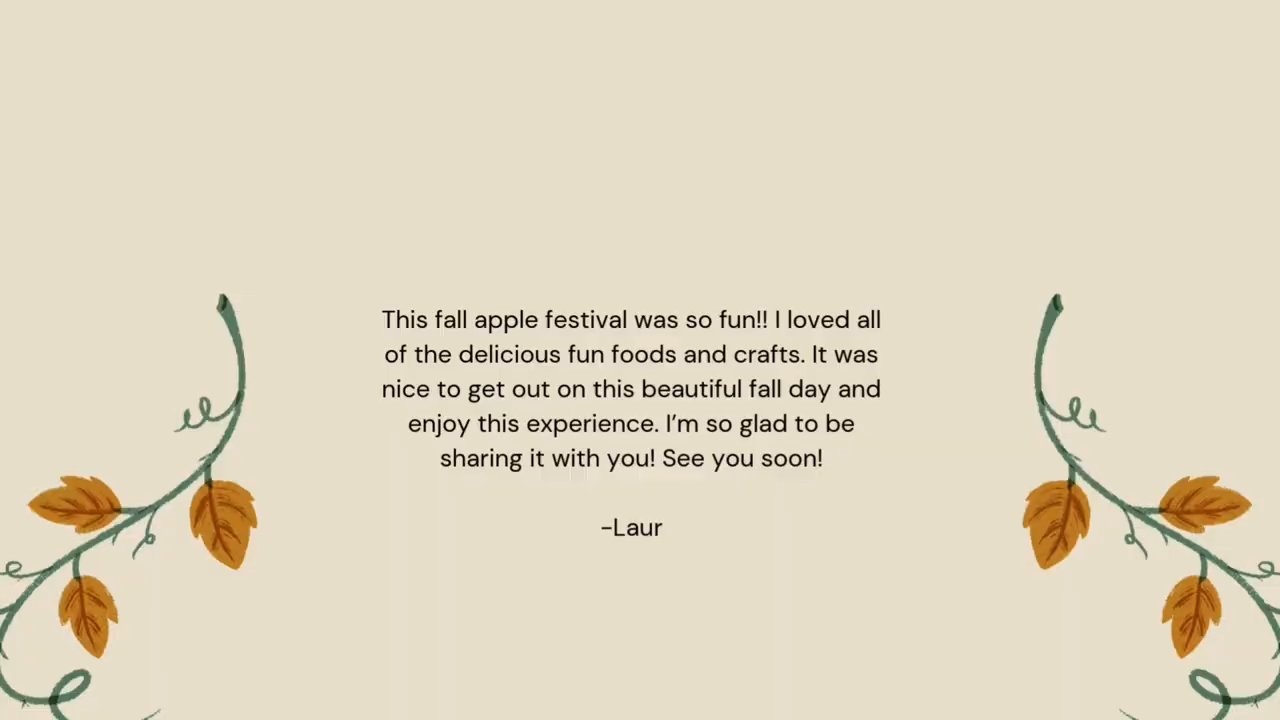 This fall apple festival was so fun!! I loved all
of the delicious fun foods and crafts. It was
nice to get out on this beautiful fall day and
enjoy this experience. I’m so glad to be
sharing it with you! See you soon!
-Laur